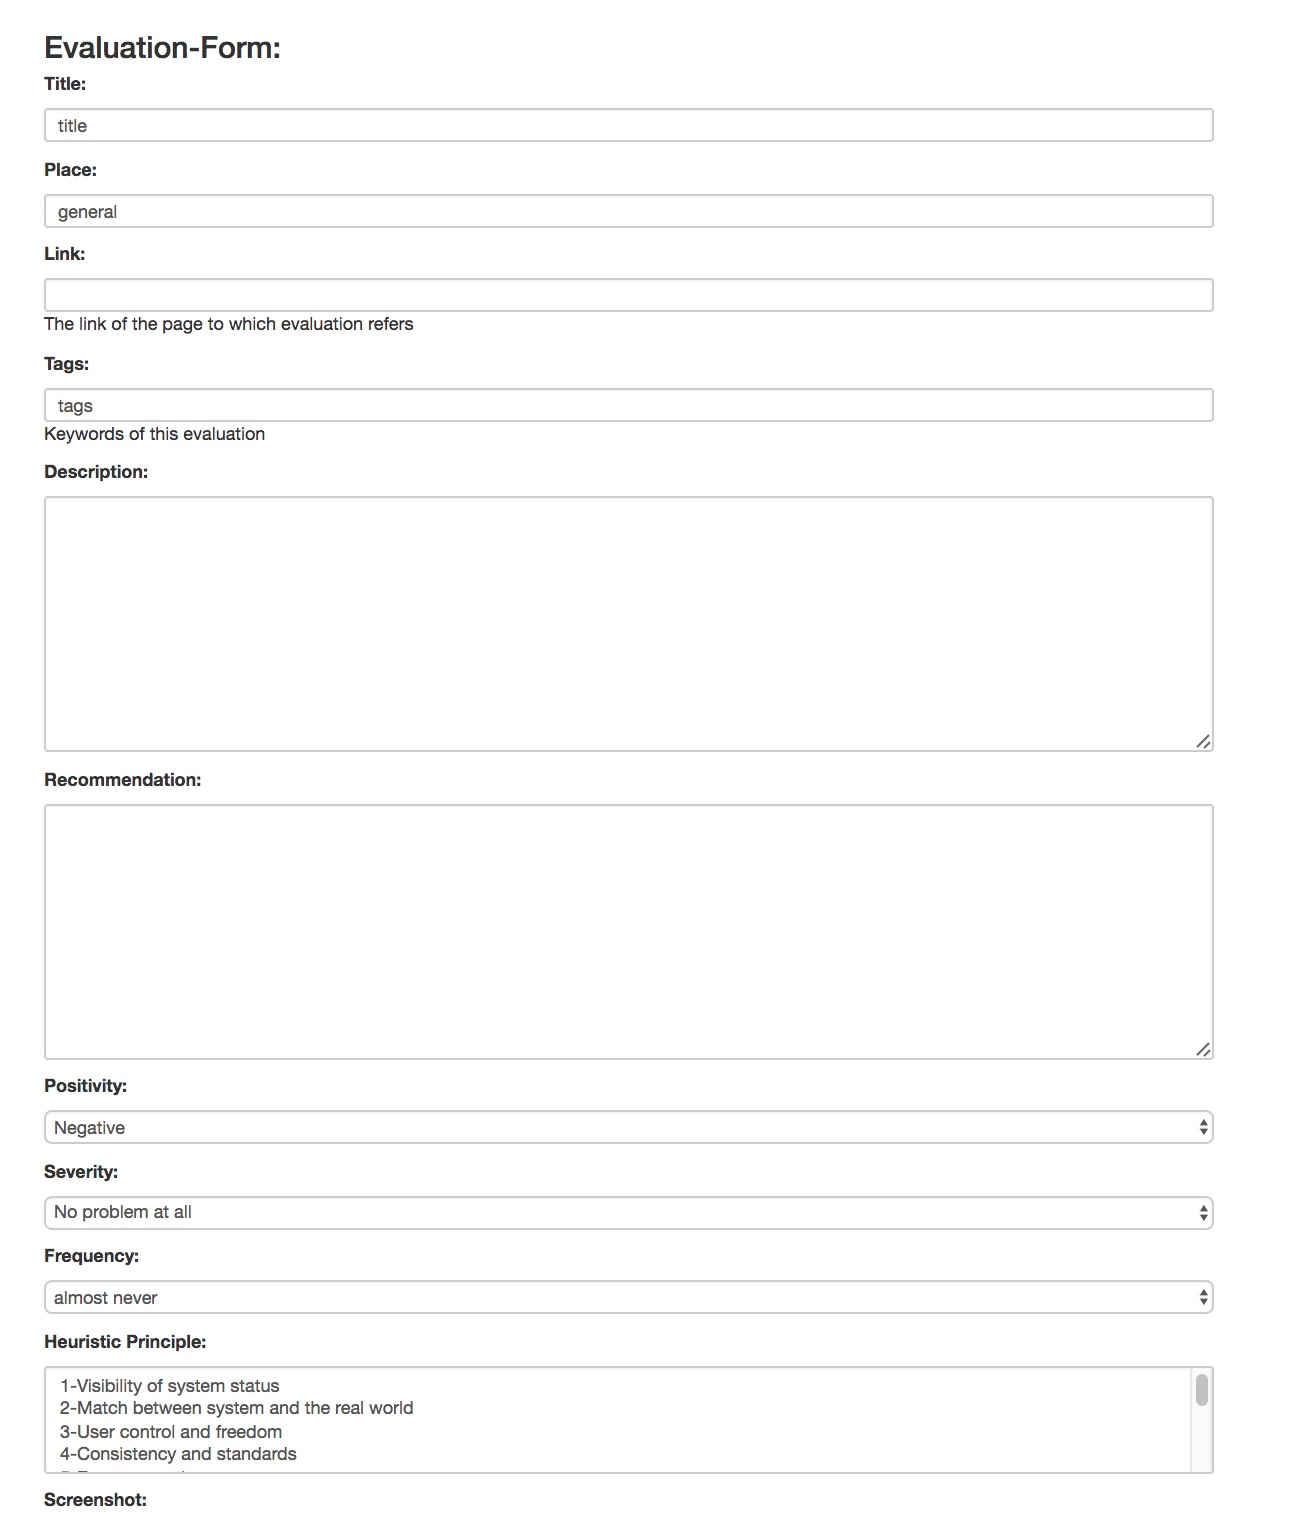 Evaluation-Form:
Title:
title
Place:
general
Link:
The link of the page to which evaluation refers
Tags:
tags
Keywords of this evaluation
Description:
Recommendation:
Positivity:
Negative
Severity:
No problem at all
Frequency:
almost never
Heuristic Principle:
1-Visibility of system status
2-Match between system and the real world
3-User control and freedom
4-Consistency and standards
Screenshot: